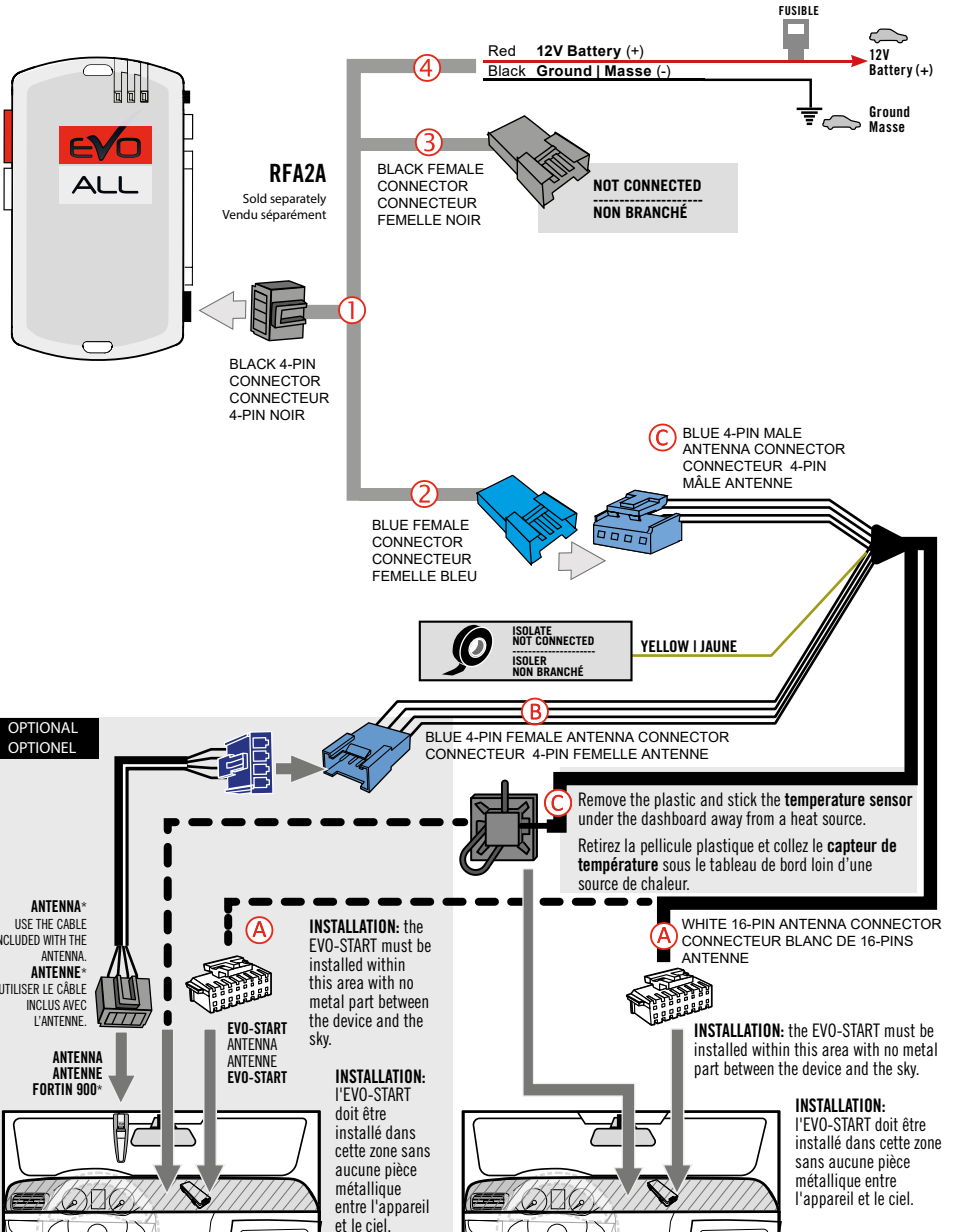 FUSIBLE
12V
Battery (+)
Red 12V Battery (+)
Black Ground | Masse (-)
Ground
Masse
4
3
BLACK FEMALE
CONNECTOR
CONNECTEUR
FEMELLE NOIR
NOT CONNECTED
NON BRANCHÉ
EVO
ALL
RFA2A
Sold separately
Vendu séparément
1
BLACK 4-PIN
CONNECTOR
CONNECTEUR
4-PIN NOIR
C
BLUE 4-PIN MALE
ANTENNA CONNECTOR
CONNECTEUR 4-PIN
MÂLE ANTENNE
2
BLUE FEMALE
CONNECTOR
CONNECTEUR
FEMELLE BLEU
ISOLATE
NOT CONNECTED
ISOLER
NON BRANCHÉ
YELLOW | JAUNE
B
BLUE 4-PIN FEMALE ANTENNA CONNECTOR
CONNECTEUR 4-PIN FEMELLE ANTENNE
OPTIONAL
OPTIONEL
C
Remove the plastic and stick the temperature sensor
under the dashboard away from a heat source.
Retirez la pellicule plastique et collez le capteur de
température sous le tableau de bord loin d'une
source de chaleur.
ANTENNA*
USE THE CABLE
NCLUDED WITH THE
ANTENNA.
ANTENNE*
UTILISER LE CÂBLE
INCLUS AVEC
L'ANTENNE.
ANTENNA
ANTENNE
FORTIN 900*
A
EVO-START
ANTENNA
ANTENNE
EVO-START
INSTALLATION: the
EVO-START must be
installed within
this area with no
metal part between
the device and the
sky.
INSTALLATION:
l'EVO-START
doit être
installé dans
cette zone sans
aucune pièce
métallique
entre l'appareil
et le ciel.
A
WHITE 16-PIN ANTENNA CONNECTOR
CONNECTEUR BLANC DE 16-PINS
ANTENNE
INSTALLATION: the EVO-START must be
installed within this area with no metal
part between the device and the sky.
INSTALLATION:
l'EVO-START doit être
installé dans cette zone
sans aucune pièce
métallique entre
l'appareil et le ciel.